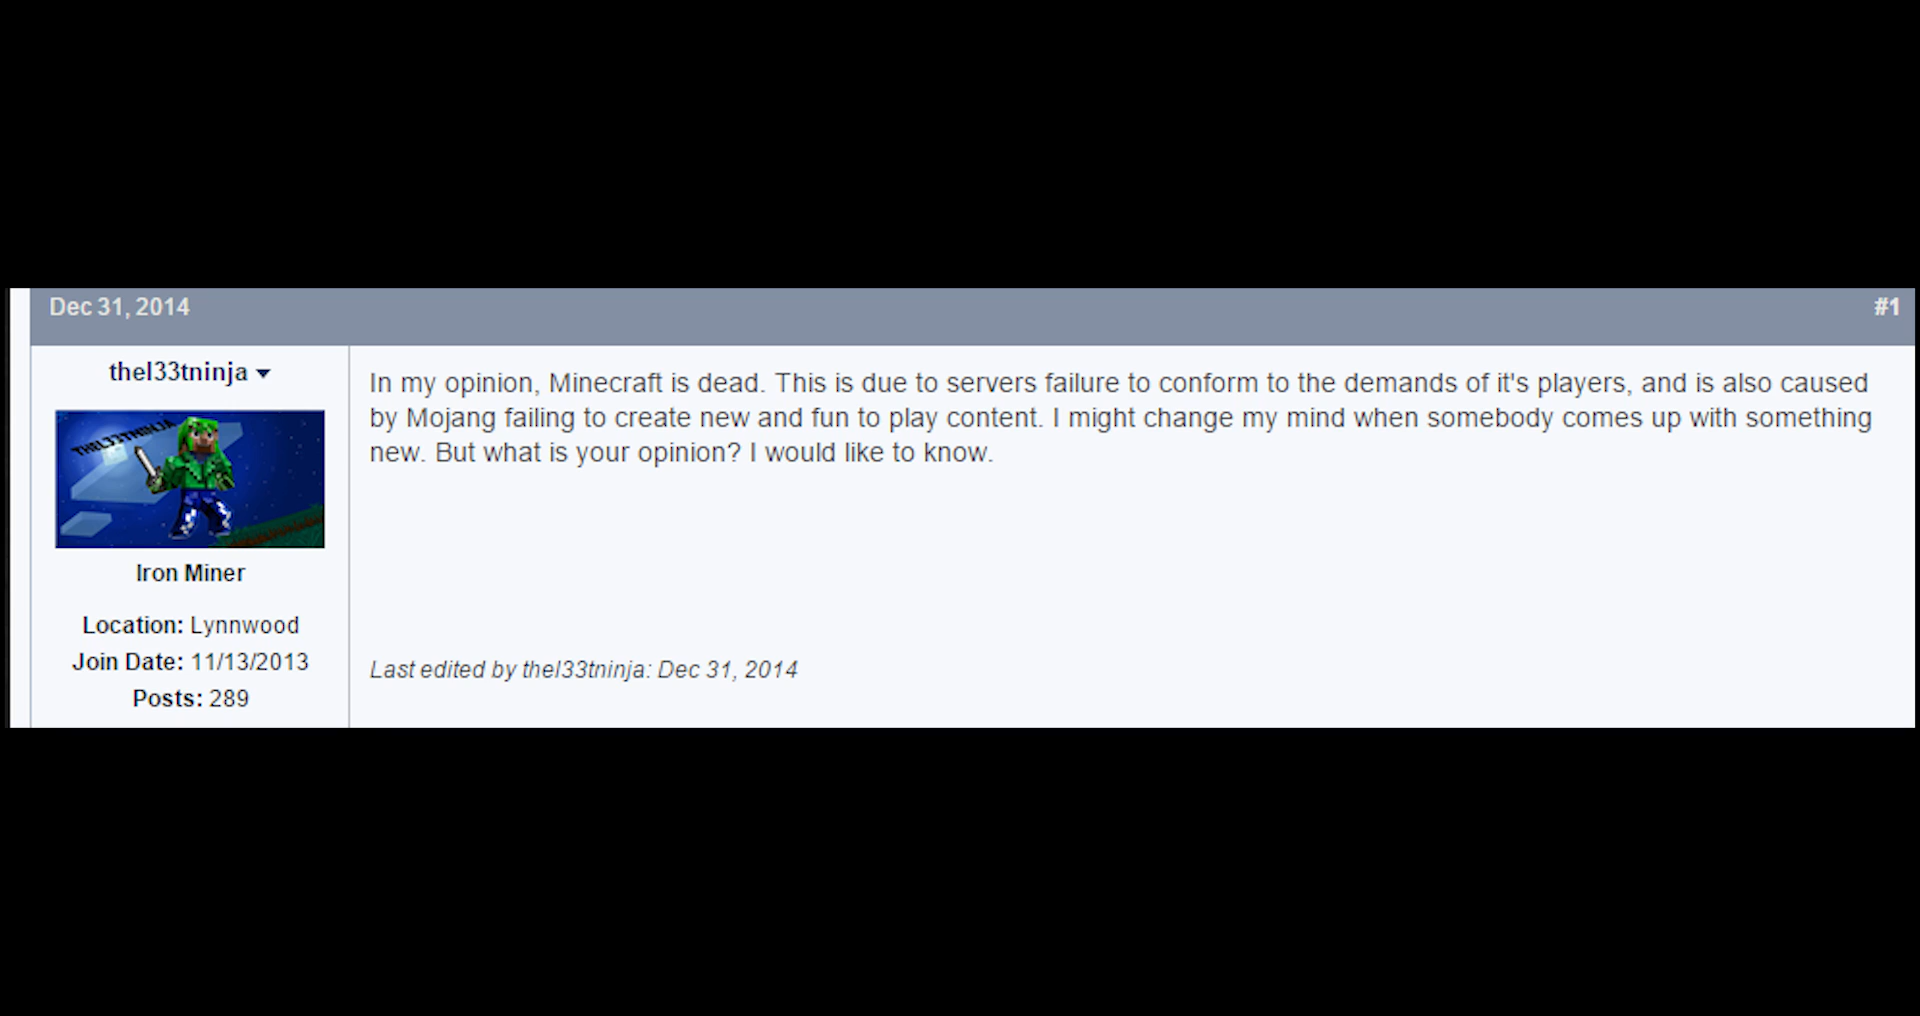 Dec 31, 2014
#1
thel33tninja
THEL33TNINJA
Iron Miner
Location: Lynnwood
Join Date: 11/13/2013
Posts: 289
In my opinion, Minecraft is dead. This is due to servers failure to conform to the demands of it's players, and is also caused
by Mojang failing to create new and fun to play content. I might change my mind when somebody comes up with something
new. But what is your opinion? I would like to know.
Last edited by thel33tninja: Dec 31, 2014